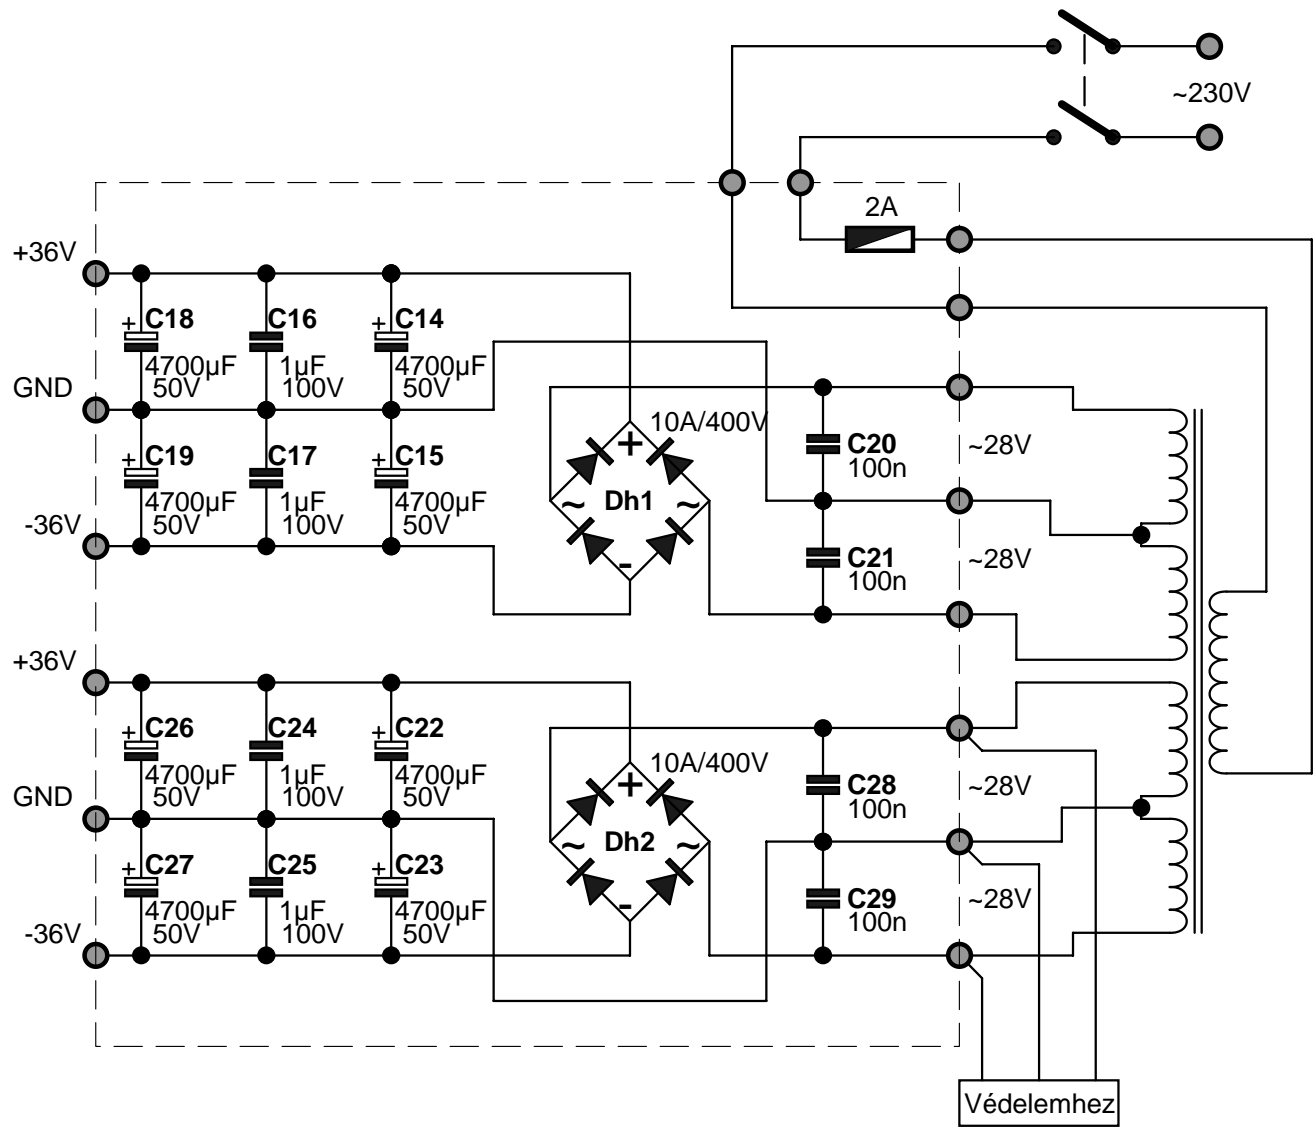 ~230V
2A
+36V
+ C18
4700µF
50V
C16
1µF
100V
+ C14
4700µF
50V
GND
10A/400V
+ C19
4700µF
50V
C17
1µF
100V
+ C15
4700µF
50V
+
~ Dh1 ~
-
C20
100n
~28V
-36V
C21
100n
~28V
+36V
+ C26
4700µF
50V
C24
1µF
100V
+ C22
4700µF
50V
GND
10A/400V
+ C27
4700µF
50V
C25
1µF
100V
+ C23
4700µF
50V
+
~ Dh2 ~
-
C28
100n
~28V
-36V
C29
100n
~28V
Védelemhez